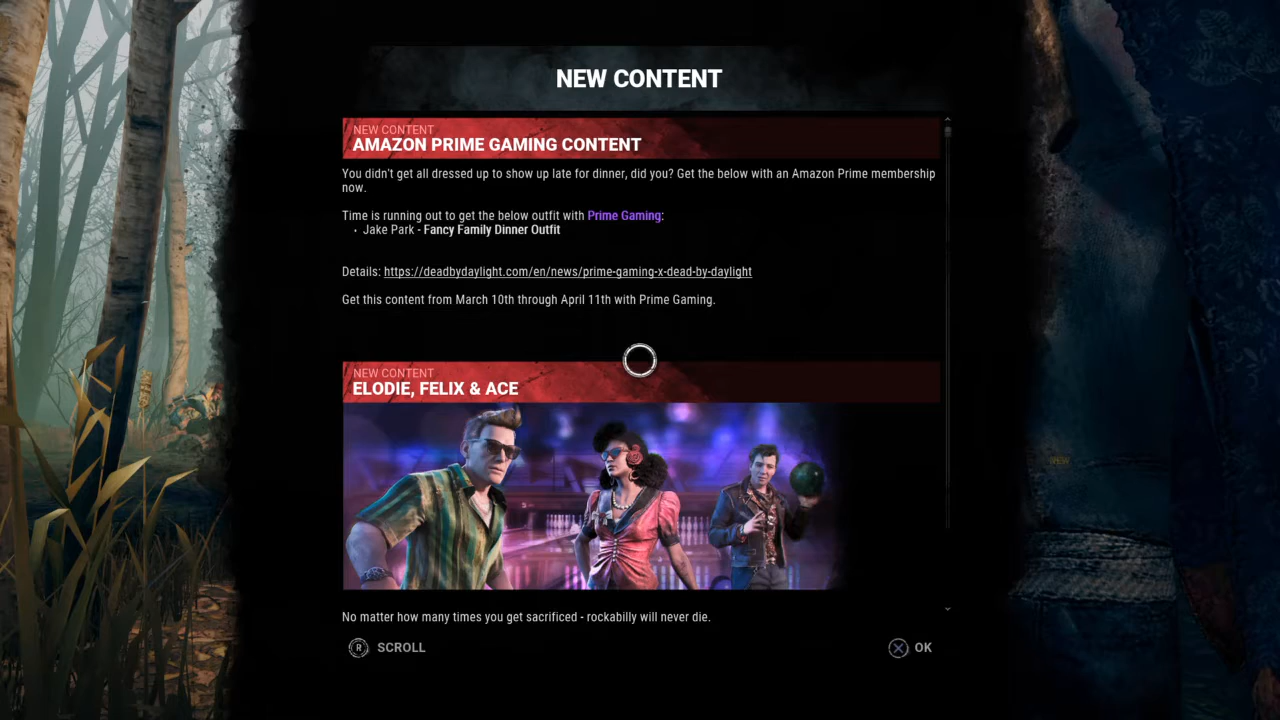 NEW CONTENT
NEW CONTENT
AMAZON PRIME GAMING CONTENT
You didn't get all dressed up to show up late for dinner, did you? Get the below with an Amazon Prime membership
now.
Time is running out to get the below outfit with Prime Gaming:
• Jake Park - Fancy Family Dinner Outfit
Details: https://deadbydaylight.com/en/news/prime-gaming-x-dead-by-daylight
Get this content from March 10th through April 11th with Prime Gaming.
NEW CONTENT
ELODIE, FELIX & ACE
No matter how many times you get sacrificed - rockabilly will never die.
R SCROLL
OK